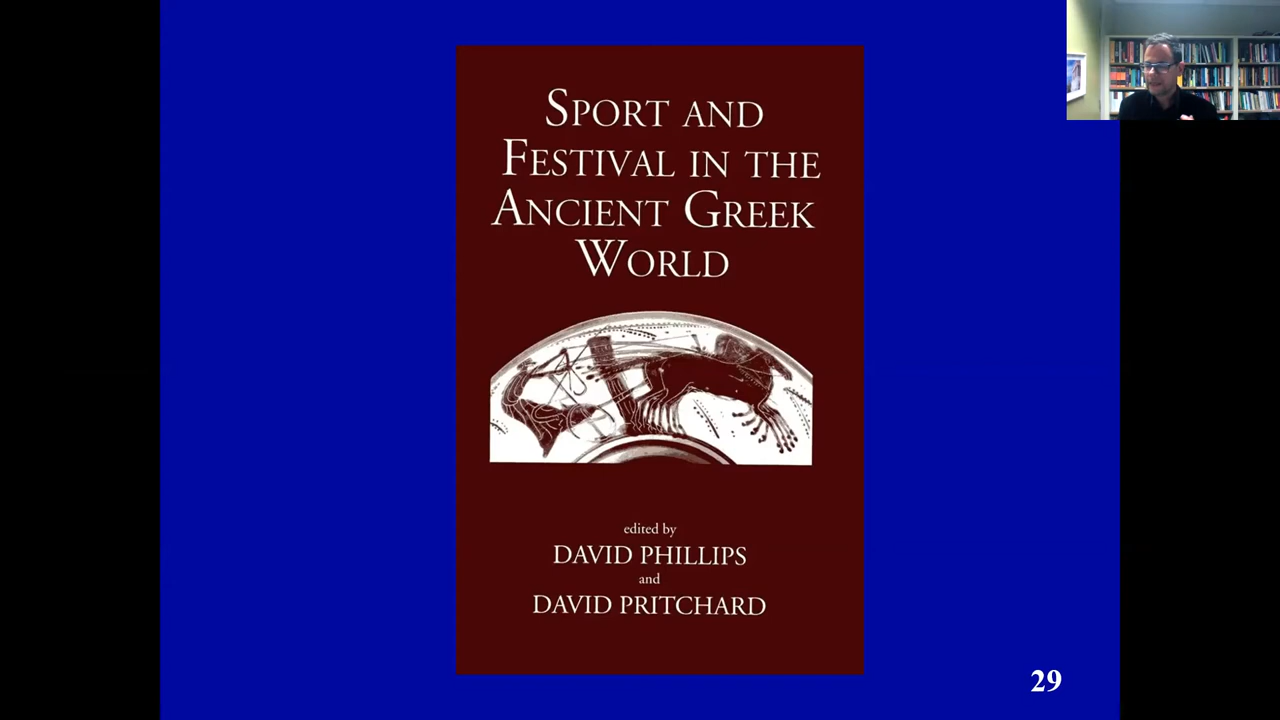 SPORT AND
FESTIVAL IN THE
ANCIENT GREEK
WORLD
edited by
DAVID PHILLIPS
and
DAVID PRITCHARD
29